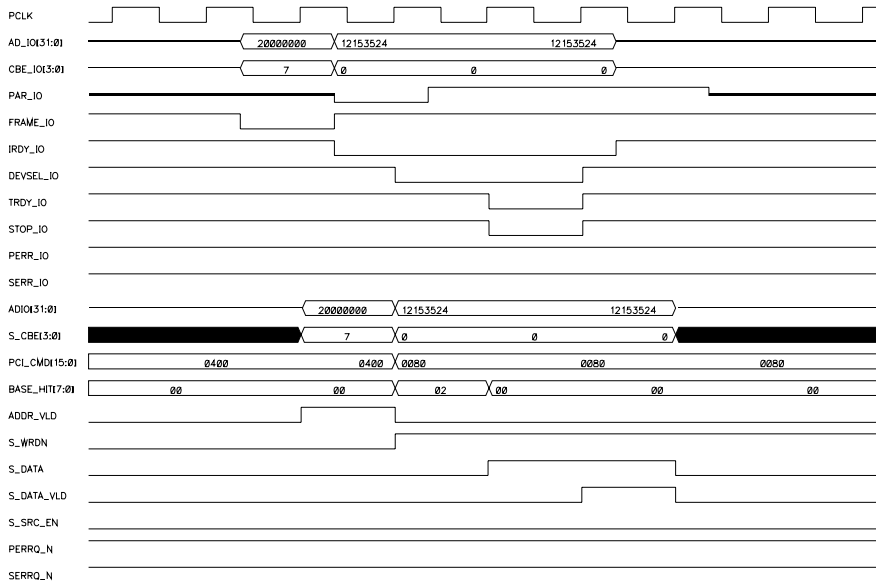 PCLK
AD_IO[31:0] 20000000 12153524 12153524
CBE_IO[3:0] 7 0 0 0
PAR_IO
FRAME_IO
IRDY_IO
DEVSEL_IO
TRDY_IO
STOP_IO
PERR_IO
SERR_IO
ADIO[31:0] 20000000 12153524 12153524
S_CBE[3:0] 7 0 0 0
PCI_CMD[15:0] 0400 0400 0080 0080 0080
BASE_HIT[7:0] 00 00 02 00 00 00
ADDR_VLD
S_WRDN
S_DATA
S_DATA_VLD
S_SRC_EN
PERRQ_N
SERRQ_N